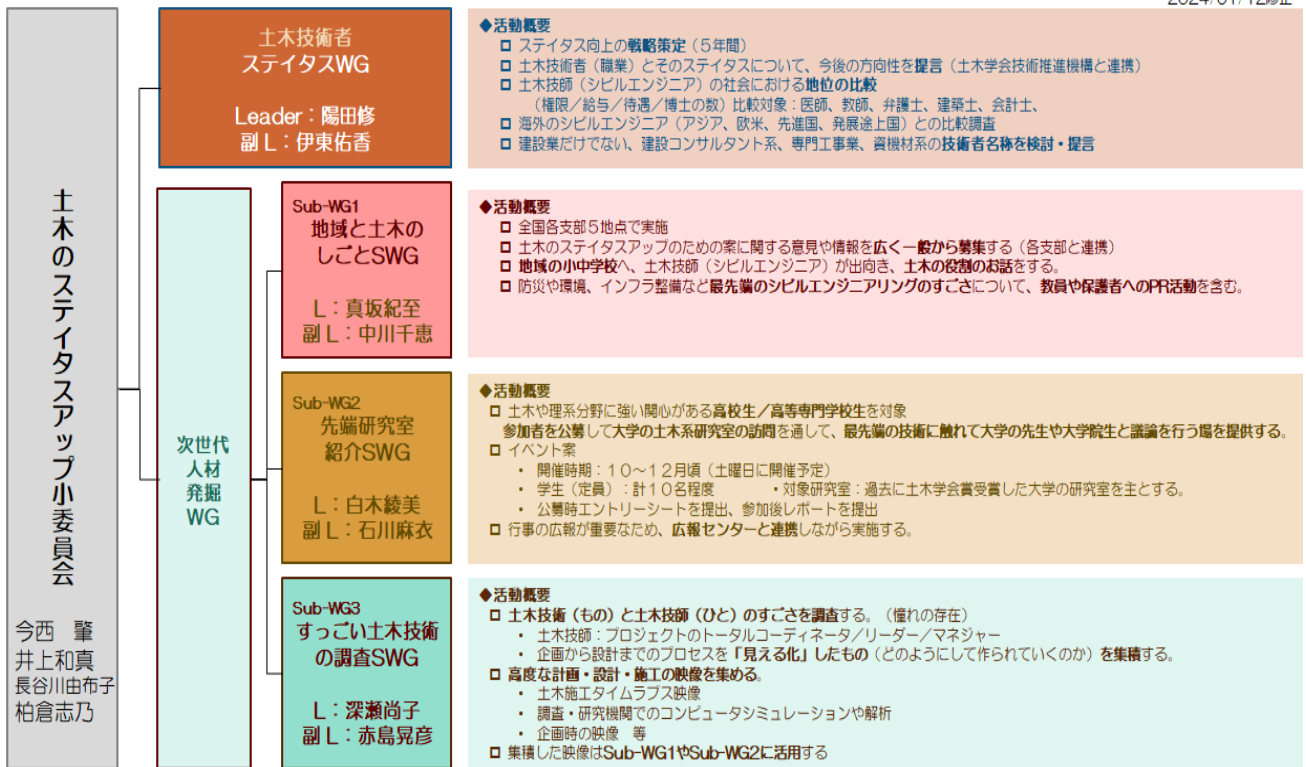 2024/01/12修正
土木のステイタスアップ小委員会
今西　肇
井上和真
長谷川由布子
柏倉志乃
土木技術者
ステイタスWG
Leader：陽田修
副L：伊東佑香
◆活動概要
ステイタス向上の戦略策定（5年間）
土木技術者（職業）とそのステイタスについて、今後の方向性を提言（土木学会技術推進機構と連携）
土木技師（シビルエンジニア）の社会における地位の比較
（権限／給与／待遇／博士の数）比較対象：医師、教師、弁護士、建築士、会計士、
海外のシビルエンジニア（アジア、欧米、先進国、発展途上国）との比較調査
建設業だけでない、建設コンサルタント系、専門工事業、資機材系の技術者名称を検討・提言
次世代
人材
発掘
WG
Sub-WG1
地域と土木の
しごとSWG
L：真坂紀至
副L：中川千恵
◆活動概要
全国各支部5地点で実施
土木のステイタスアップのための案に関する意見や情報を広く一般から募集する（各支部と連携）
地域の小中学校へ、土木技師（シビルエンジニア）が出向き、土木の役割のお話をする。
防災や環境、インフラ整備など最先端のシビルエンジニアリングのすごさについて、教員や保護者へのPR活動を含む。
Sub-WG2
先端研究室
紹介SWG
L：白木綾美
副L：石川麻衣
◆活動概要
土木や理系分野に強い関心がある高校生／高等専門学校生を対象
参加者を公募して大学の土木系研究室の訪問を通して、最先端の技術に触れて大学の先生や大学院生と議論を行う場を提供する。
イベント案
・ 開催時期：10～12月頃（土曜日に開催予定）
・ 学生（定員）：計10名程度　・対象研究室：過去に土木学会賞受賞した大学の研究室を主とする。
・ 公募時エントリーシートを提出、参加後レポートを提出
行事の広報が重要なため、広報センターと連携しながら実施する。
Sub-WG3
すっごい土木技術
の調査SWG
L：深瀬尚子
副L：赤島晃彦
◆活動概要
土木技術（もの）と土木技師（ひと）のすごさを調査する。（憧れの存在）
・ 土木技師：プロジェクトのトータルコーディネータ／リーダー／マネジャー
・ 企画から設計までのプロセスを「見える化」したもの（どのようにして作られていくのか）を集積する。
高度な計画・設計・施工の映像を集める。
・ 土木施工タイムラプス映像
・ 調査・研究機関でのコンピュータシミュレーションや解析
・ 企画時の映像　等
集積した映像はSub-WG1やSub-WG2に活用する